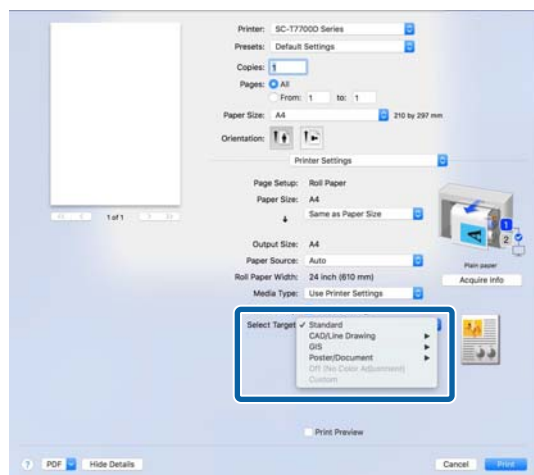 Printer: SC-T7700D Series
Presets: Default Settings
Copies: 1
Pages: All
From: 1 to: 1
Paper Size: A4 210 by 297 mm
Orientation:
Printer Settings
Page Setup: Roll Paper
Paper Size: A4
Same as Paper Size
Output Size: A4
Paper Source: Auto
Roll Paper Width: 24 inch (610 mm)
Media Type: Use Printer Settings
1 of 1
1
2
Plain paper
Acquire Info
Select Target ✓ Standard
CAD/Line Drawing
GIS
Poster/Document
Off (No Color Adjustment)
Custom
Print Preview
? PDF Hide Details Cancel Print